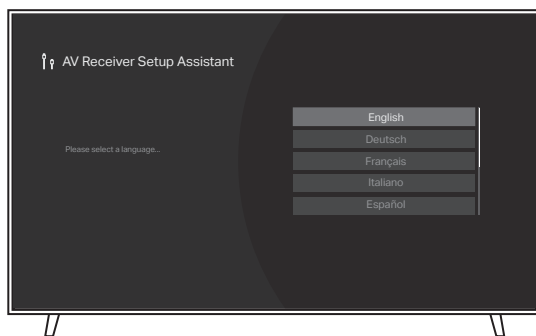 AV Receiver Setup Assistant
Please select a language...
English
Deutsch
Français
Italiano
Español